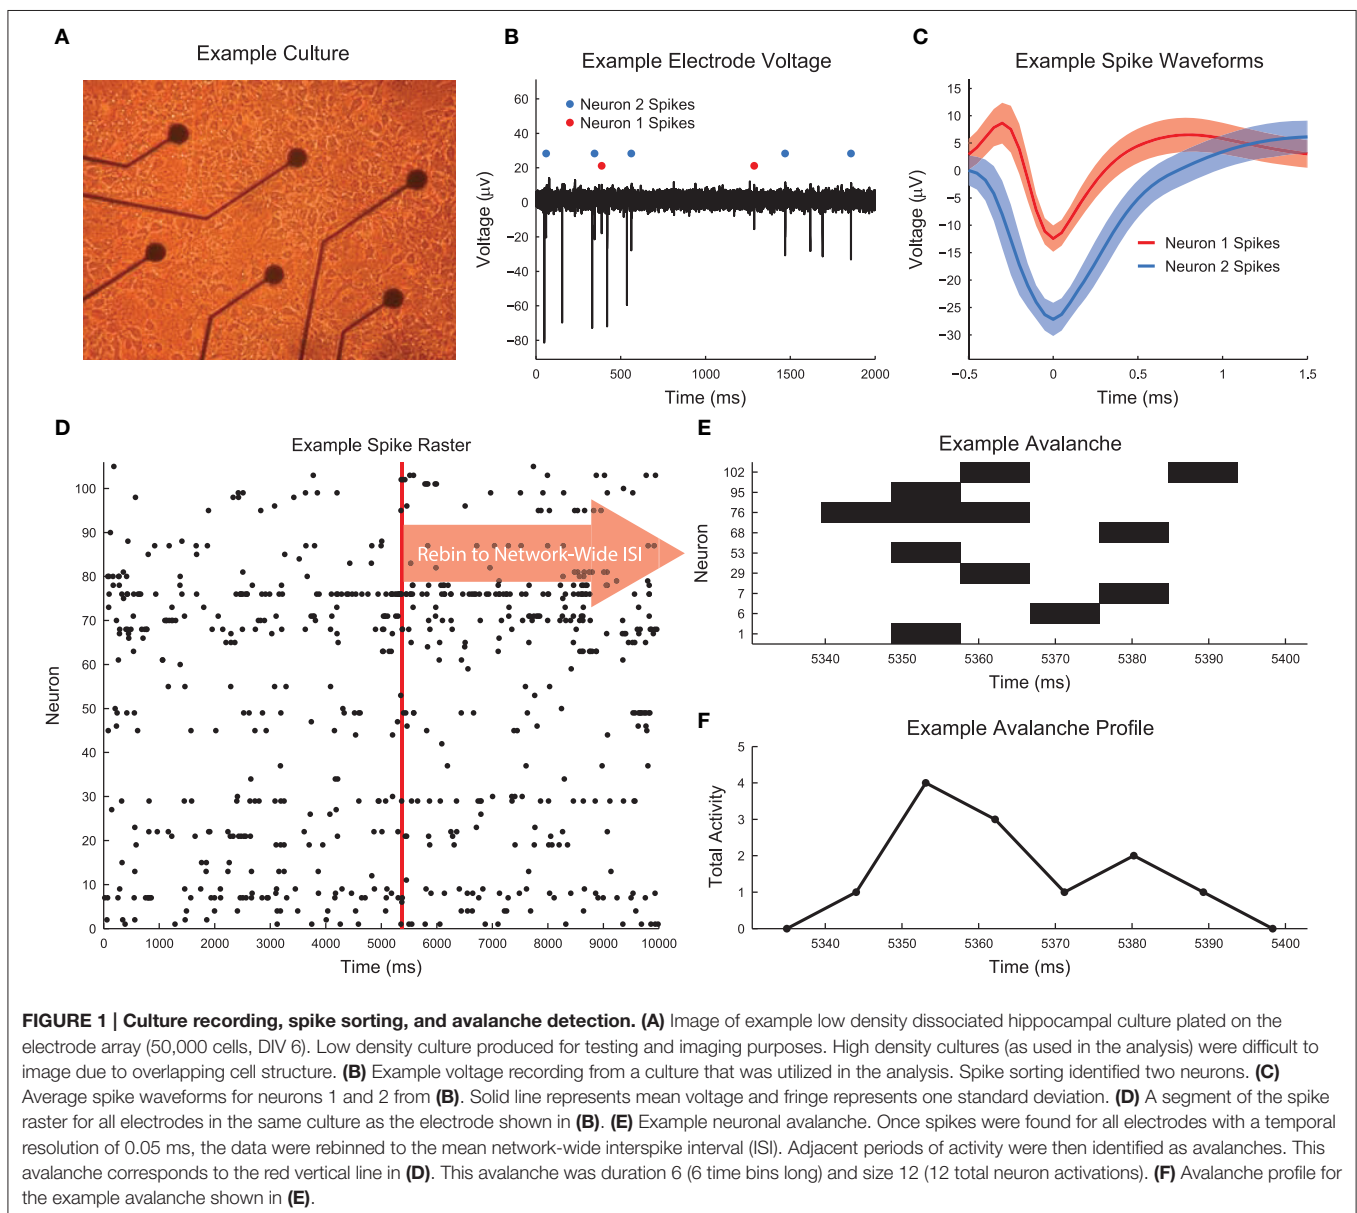 A
Example Culture
B
Example Electrode Voltage
Neuron 2 Spikes
Neuron 1 Spikes
60
40
20
0
−20
−40
−60
−80
Voltage (μV)
0 500 1000 1500 2000
Time (ms)
C
Example Spike Waveforms
15
10
5
0
−5
−10
−15
−20
−25
−30
Voltage (μV)
Neuron 1 Spikes
Neuron 2 Spikes
−0.5 0 0.5 1 1.5
Time (ms)
D
Example Spike Raster
100
90
80
70
60
50
40
30
20
10
0
Neuron
Rebin to Network-Wide ISI
0 1000 2000 3000 4000 5000 6000 7000 8000 9000 10000
Time (ms)
E
Example Avalanche
102
95
76
68
53
29
7
6
1
Neuron
5340 5350 5360 5370 5380 5390 5400
Time (ms)
F
Example Avalanche Profile
5
4
3
2
1
0
Total Activity
5340 5350 5360 5370 5380 5390 5400
Time (ms)
FIGURE 1 | Culture recording, spike sorting, and avalanche detection. (A) Image of example low density dissociated hippocampal culture plated on the
electrode array (50,000 cells, DIV 6). Low density culture produced for testing and imaging purposes. High density cultures (as used in the analysis) were difficult to
image due to overlapping cell structure. (B) Example voltage recording from a culture that was utilized in the analysis. Spike sorting identified two neurons. (C)
Average spike waveforms for neurons 1 and 2 from (B). Solid line represents mean voltage and fringe represents one standard deviation. (D) A segment of the spike
raster for all electrodes in the same culture as the electrode shown in (B). (E) Example neuronal avalanche. Once spikes were found for all electrodes with a temporal
resolution of 0.05 ms, the data were rebinned to the mean network-wide interspike interval (ISI). Adjacent periods of activity were then identified as avalanches. This
avalanche corresponds to the red vertical line in (D). This avalanche was duration 6 (6 time bins long) and size 12 (12 total neuron activations). (F) Avalanche profile for
the example avalanche shown in (E).